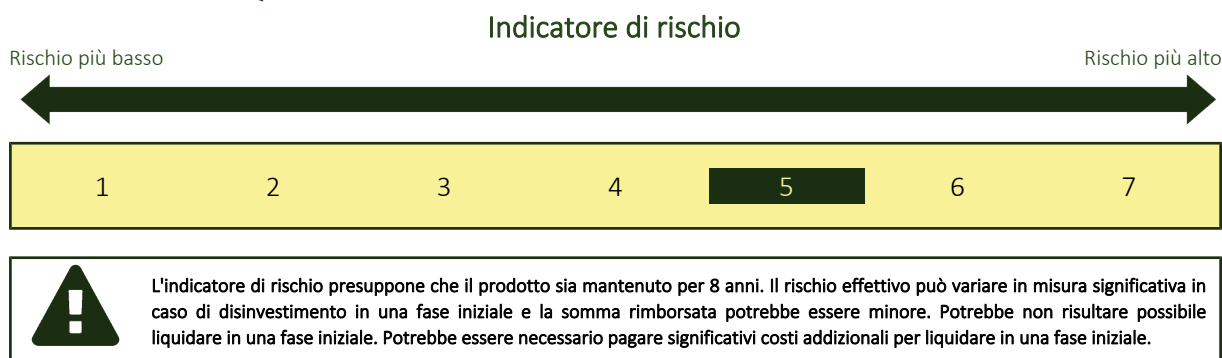 Indicatore di rischio
Rischio più basso
Rischio più alto
1 2 3 4 5 6 7
L'indicatore di rischio presuppone che il prodotto sia mantenuto per 8 anni. Il rischio effettivo può variare in misura significativa in
caso di disinvestimento in una fase iniziale e la somma rimborsata potrebbe essere minore. Potrebbe non risultare possibile
liquidare in una fase iniziale. Potrebbe essere necessario pagare significativi costi addizionali per liquidare in una fase iniziale.